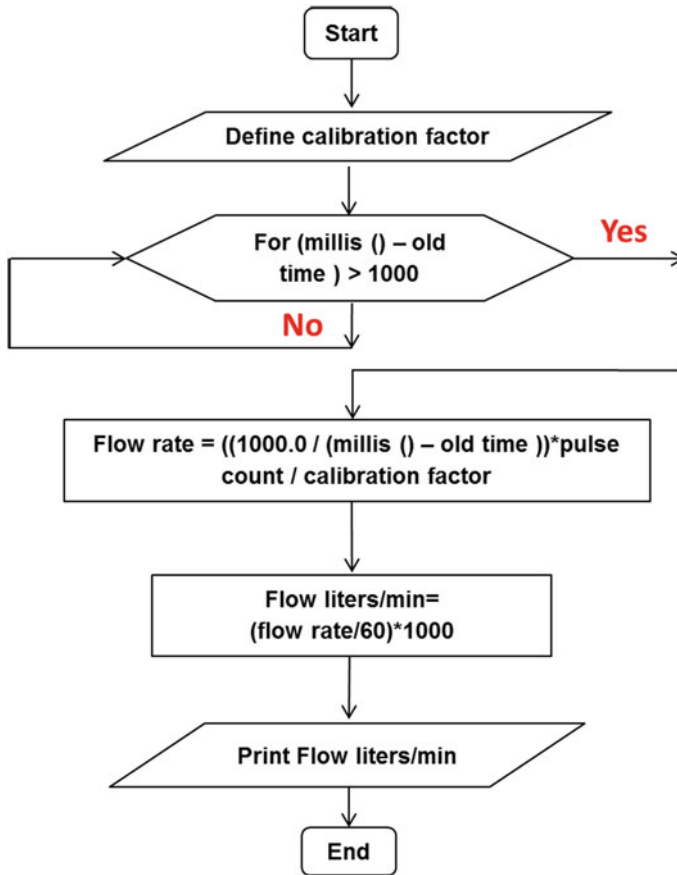 Start
Define calibration factor
For (millis () – old
time ) > 1000
Yes
No
Flow rate = ((1000.0 / (millis () – old time ))*pulse
count / calibration factor
Flow liters/min=
(flow rate/60)*1000
Print Flow liters/min
End